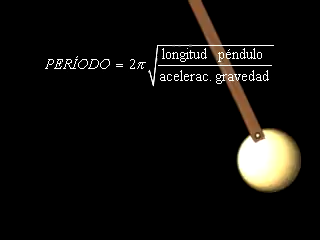 PERÍODO = 2π√(longitud péndulo / acelerac. gravedad)